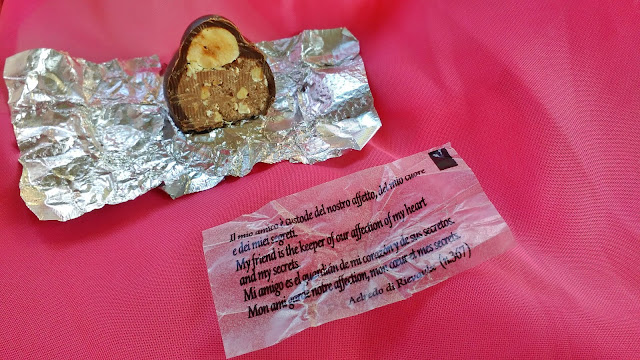 Il mio amico è custode del nostro affetto, del mio cuore
e dei miei segreti.
My friend is the keeper of our affection of my heart
and my secrets.
Mi amigo es el guardián de mi corazón y de sus secretos.
Mon ami garde notre affection, mon cœur et mes secrets.
Aelredo di Rievaulx (n.367)